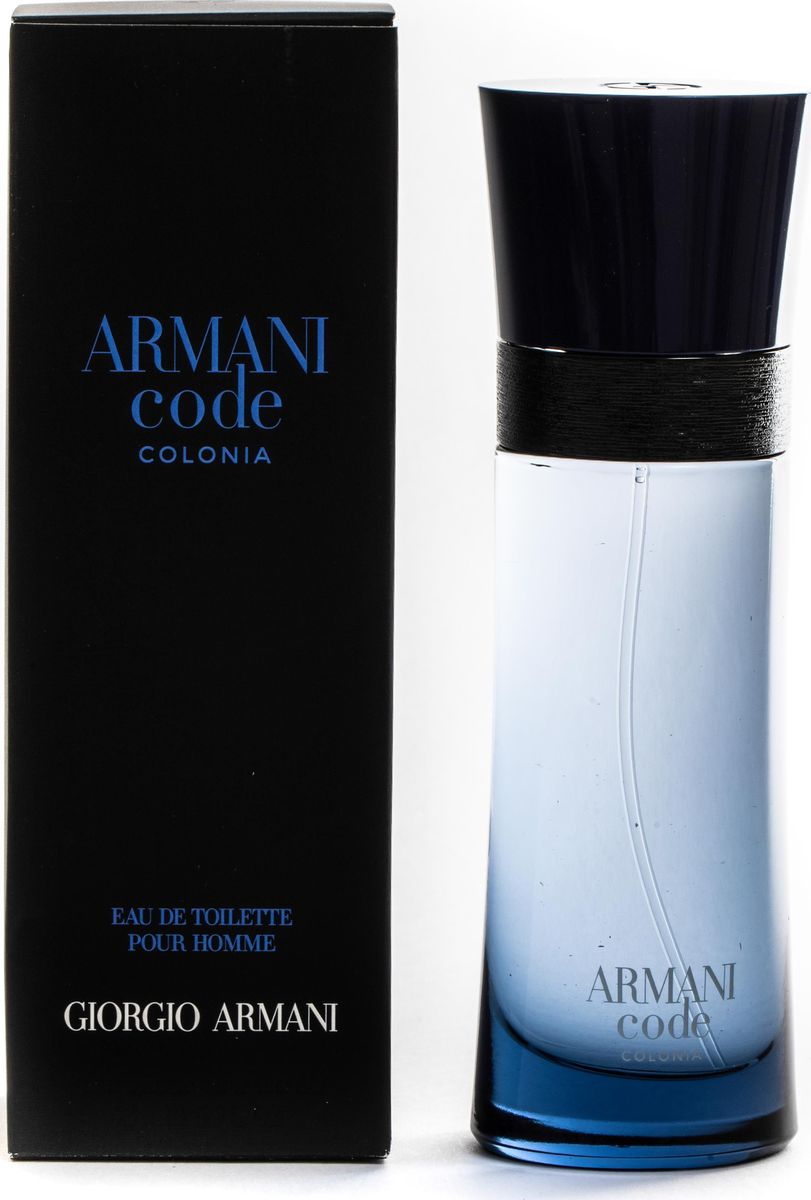 ARMANI
code
COLONIA
EAU DE TOILETTE
POUR HOMME
GIORGIO ARMANI
ARMANI
code
COLONIA